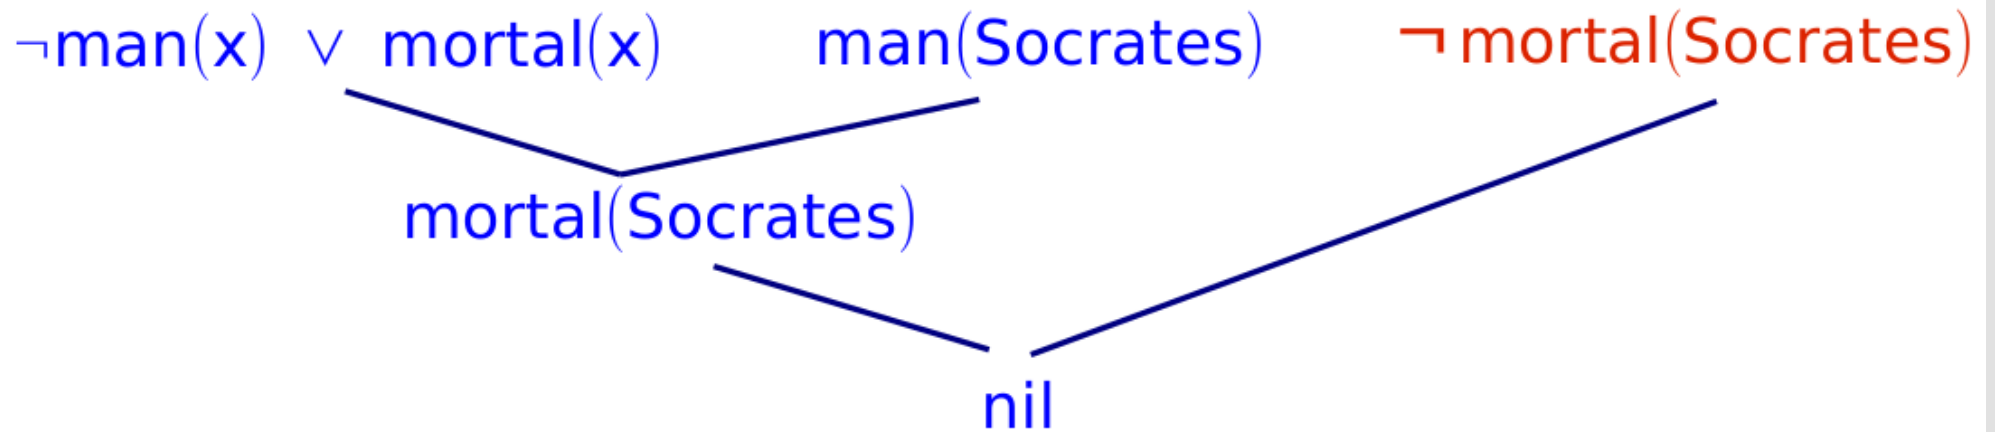 ¬man(x) ∨ mortal(x) man(Socrates) ¬mortal(Socrates)
mortal(Socrates)
nil